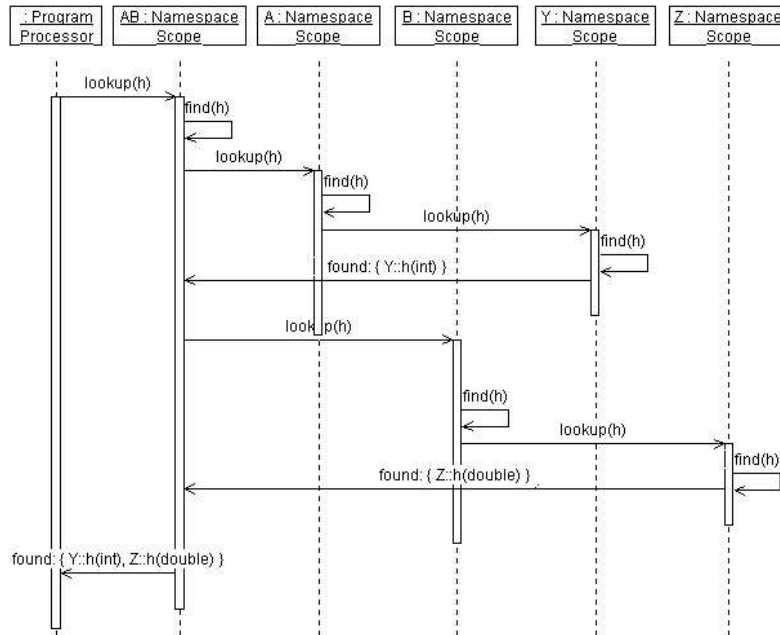 : Program
Processor
AB : Namespace
Scope
A : Namespace
Scope
B : Namespace
Scope
Y : Namespace
Scope
Z : Namespace
Scope
lookup(h)
find(h)
lookup(h)
find(h)
lookup(h)
find(h)
found: { Y::h(int) }
lookup(h)
find(h)
lookup(h)
find(h)
found: { Z::h(double) }
found: { Y::h(int), Z::h(double) }